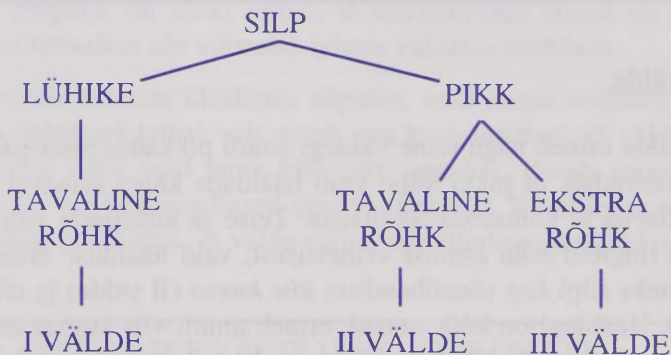 SILP
LÜHIKE PIKK
TAVALINE TAVALINE EKSTRA
RÕHK RÕHK RÕHK
I VÄLDE II VÄLDE III VÄLDE